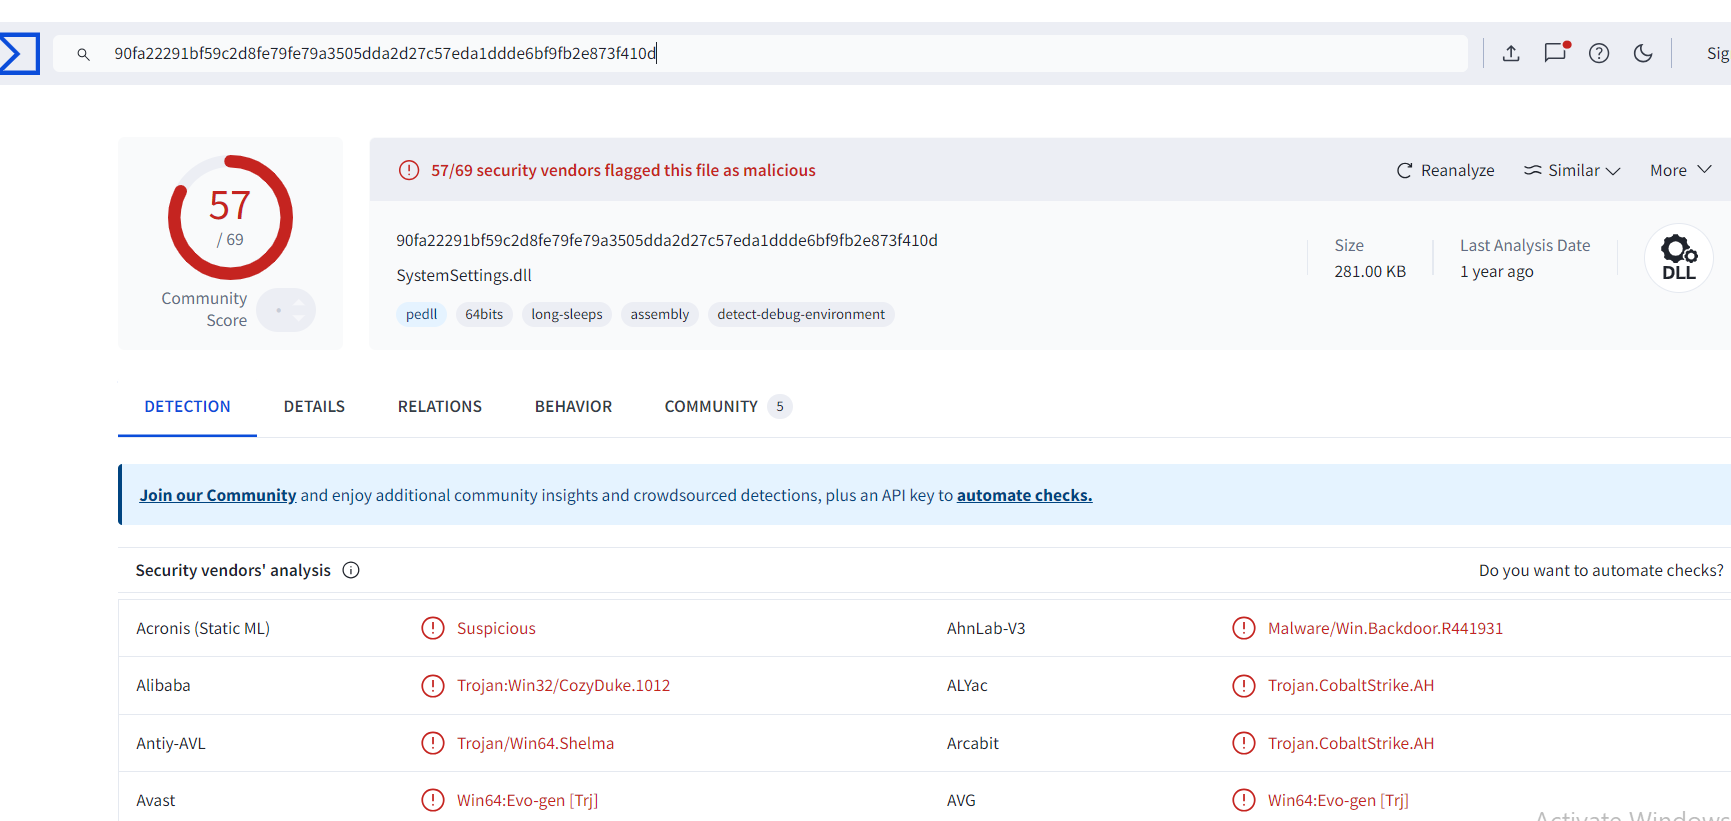 90fa22291bf59c2d8fe79fe79a3505dda2d27c57eda1ddde6bf9fb2e873f410d
Sig
57
/ 69
Community
Score
57/69 security vendors flagged this file as malicious
Reanalyze
Similar
More
90fa22291bf59c2d8fe79fe79a3505dda2d27c57eda1ddde6bf9fb2e873f410d
SystemSettings.dll
pedll
64bits
long-sleeps
assembly
detect-debug-environment
Size
281.00 KB
Last Analysis Date
1 year ago
DLL
DETECTION
DETAILS
RELATIONS
BEHAVIOR
COMMUNITY
5
Join our Community and enjoy additional community insights and crowdsourced detections, plus an API key to automate checks.
Security vendors' analysis
Do you want to automate checks?
Acronis (Static ML)
Suspicious
AhnLab-V3
Malware/Win.Backdoor.R441931
Alibaba
Trojan:Win32/CozyDuke.1012
ALYac
Trojan.CobaltStrike.AH
Antiy-AVL
Trojan/Win64.Shelma
Arcabit
Trojan.CobaltStrike.AH
Avast
Win64:Evo-gen [Trj]
AVG
Win64:Evo-gen [Trj]
Activate Windows